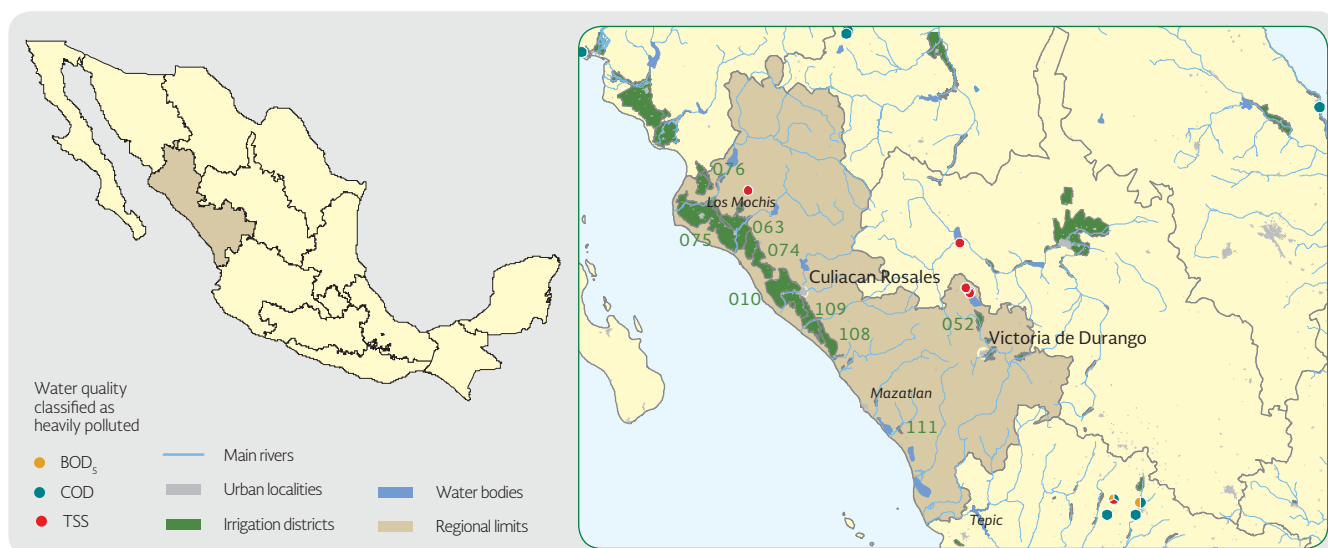 Water quality
classified as
heavily polluted
BOD₅
COD
TSS
Main rivers
Urban localities
Irrigation districts
Water bodies
Regional limits
076
Los Mochis
063
075
074
Culiacan Rosales
010
109
108
052
Victoria de Durango
Mazatlan
111
Tepic